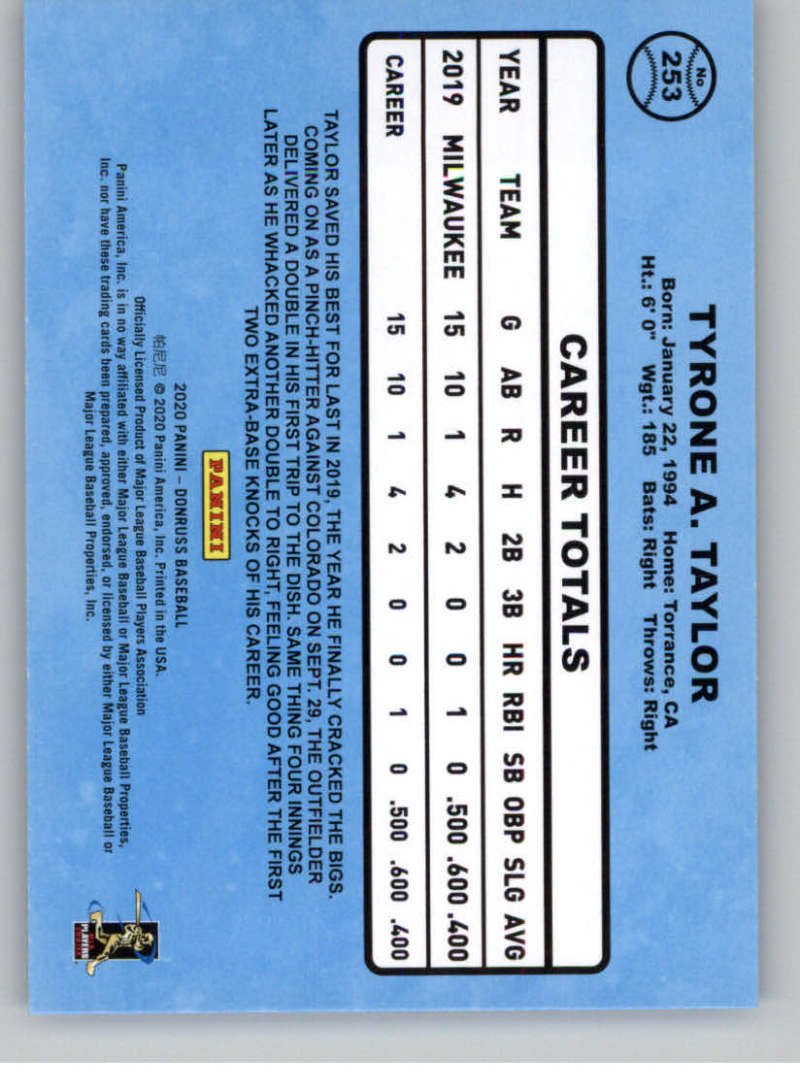 No
253
TYRONE A. TAYLOR
Born: January 22, 1994 Home: Torrance, CA
Ht.: 6' 0" Wgt.: 185 Bats: Right Throws: Right
CAREER TOTALS
YEAR TEAM G AB R H 2B 3B HR RBI SB OBP SLG AVG
2019 MILWAUKEE 15 10 1 4 2 0 0 1 0 .500 .600 .400
CAREER 15 10 1 4 2 0 0 1 0 .500 .600 .400
TAYLOR SAVED HIS BEST FOR LAST IN 2019, THE YEAR HE FINALLY CRACKED THE BIGS.
COMING ON AS A PINCH-HITTER AGAINST COLORADO ON SEPT. 29, THE OUTFIELDER
DELIVERED A DOUBLE IN HIS FIRST TRIP TO THE DISH. SAME THING FOUR INNINGS
LATER AS HE WHACKED ANOTHER DOUBLE TO RIGHT, FEELING GOOD AFTER THE FIRST
TWO EXTRA-BASE KNOCKS OF HIS CAREER.
PANINI
2020 PANINI – DONRUSS BASEBALL
帕尼尼 © 2020 Panini America, Inc. Printed in the USA.
Officially Licensed Product of Major League Baseball Players Association
Panini America, Inc. is in no way affiliated with either Major League Baseball or Major League Baseball Properties,
Inc. nor have these trading cards been prepared, approved, endorsed, or licensed by either Major League Baseball or
Major League Baseball Properties, Inc.
PLAYERS